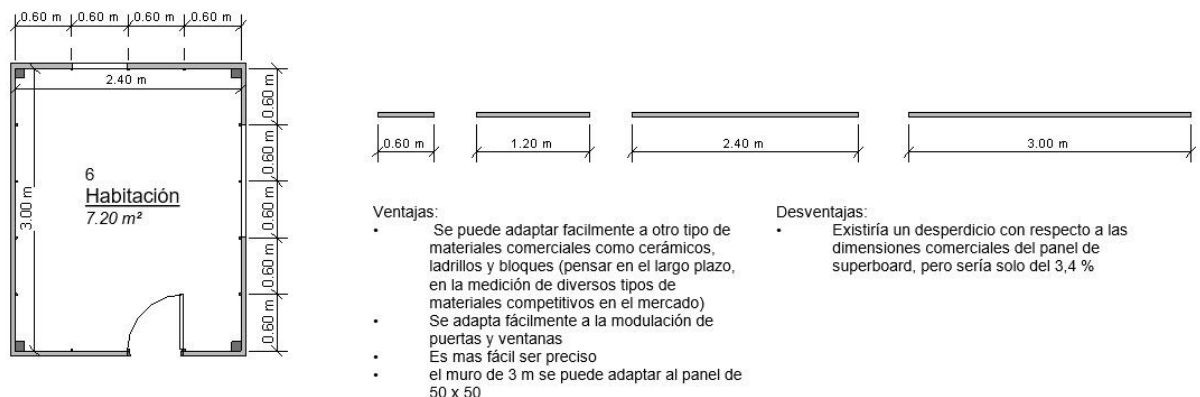 0.60 m 0.60 m 0.60 m 0.60 m
2.40 m
0.60 m
0.60 m
0.60 m
0.60 m
0.60 m
3.00 m
6
Habitación
7.20 m²
0.60 m
1.20 m
2.40 m
3.00 m
Ventajas:
• Se puede adaptar facilmente a otro tipo de
materiales comerciales como cerámicos,
ladrillos y bloques (pensar en el largo plazo,
en la medición de diversos tipos de
materiales competitivos en el mercado)
• Se adapta fácilmente a la modulación de
puertas y ventanas
• Es mas fácil ser preciso
• el muro de 3 m se puede adaptar al panel de
50 x 50
Desventajas:
• Existiría un desperdicio con respecto a las
dimensiones comerciales del panel de
superboard, pero sería solo del 3,4 %